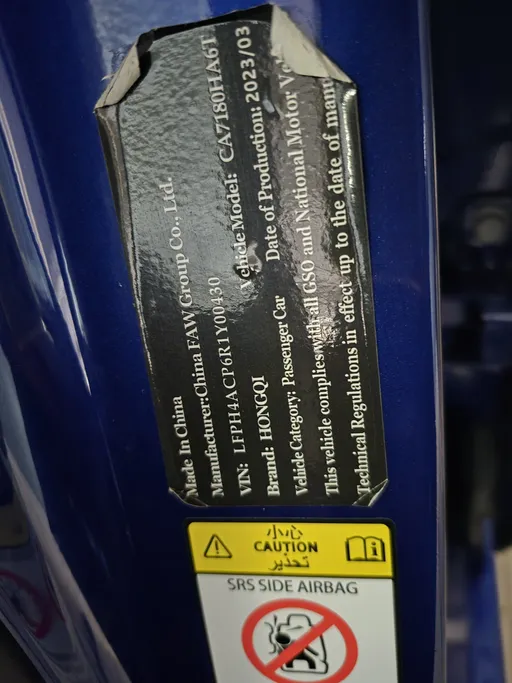 Made In China
Manufacturer:China FAW Group Co., Ltd.
VIN: LFPH4ACP6R1Y00430 Vehicle Model: CA7180HA6T
Brand: HONGQI Date of Production: 2023/03
Vehicle Category: Passenger Car
This vehicle complies with all GSO and National Motor
Technical Regulations in effect up to the date of
小心
CAUTION
تحذير
SRS SIDE AIRBAG